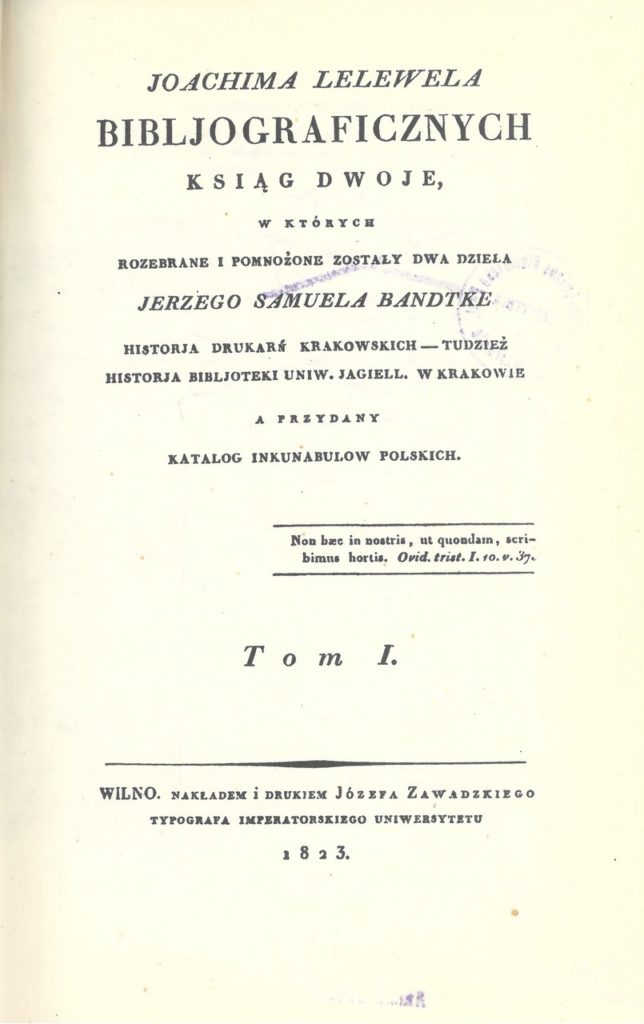 JOACHIMA LELEWELA
BIBLJOGRAFICZNYCH
KSIĄG DWOJE,
W KTÓRYCH
ROZEBRANE I POMNOŻONE ZOSTAŁY DWA DZIEŁA
JERZEGO SAMUELA BANDTKE
HISTORJA DRUKARŃ KRAKOWSKICH — TUDZIEŻ
HISTORJA BIBLJOTEKI UNIW. JAGIELL. W KRAKOWIE
A PRZYDANY
KATALOG INKUNABULOW POLSKICH.
Non hæc in nostris, ut quondam, scri-
bimus hortis. Ovid. trist. I. 10. v. 37.
Tom I.
WILNO. NAKŁADEM i DRUKIEM JÓZEFA ZAWADZKIEGO
TYPOGRAFA IMPERATORSKIEGO UNIWERSYTETU
1823.